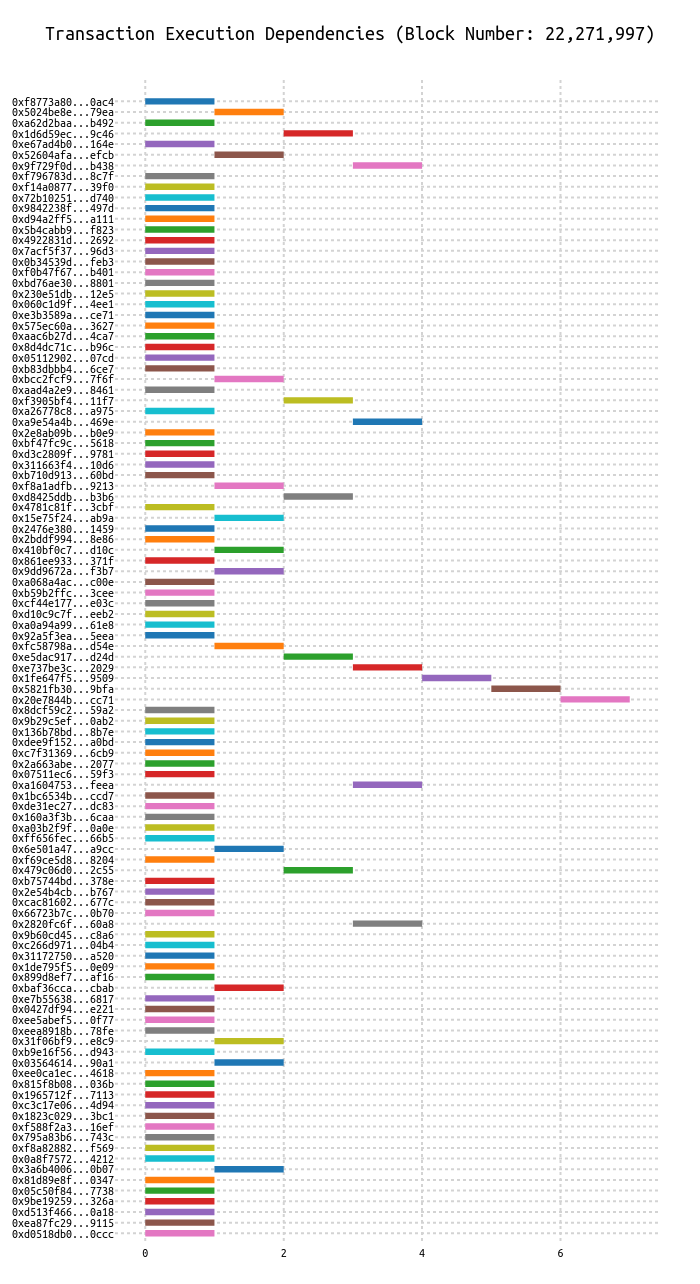 Transaction Execution Dependencies (Block Number: 22,271,997)
0xf8773a80...0ac4
0x5024be8e...79ea
0xa62d2baa...b492
0x1d6d59ec...9c46
0xe67ad4b0...164e
0x52604afa...efcb
0x9f729f0d...b438
0xf796783d...8c7f
0xf14a0877...39f0
0x72b10251...d740
0x9842238f...497d
0xd94a2ff5...a111
0x5b4cabb9...f823
0x4922831d...2692
0x7acf5f37...96d3
0x0b34539d...feb3
0xf0b47f67...b401
0xbd76ae30...8801
0x230e51db...12e5
0x060c1d9f...4ee1
0xe3b3589a...ce71
0x575ec60a...3627
0xaac6b27d...4ca7
0x8d4dc71c...b96c
0x05112902...07cd
0xb83dbbb4...6ce7
0xbcc2fcf9...7f6f
0xaad4a2e9...8461
0xf3905bf4...11f7
0xa26778c8...a975
0xa9e54a4b...469e
0x2e8ab09b...b0e9
0xbf47fc9c...5618
0xd3c2809f...9781
0x311663f4...10d6
0xb710d913...60bd
0xf8a1adfb...9213
0xd8425ddb...b3b6
0x4781c81f...3cbf
0x15e75f24...ab9a
0x2476e380...1459
0x2bddf994...8e86
0x410bf0c7...d10c
0x861ee933...371f
0x9dd9672a...f3b7
0xa068a4ac...c00e
0xb59b2ffc...3cee
0xcf44e177...e03c
0xd10c9c7f...eeb2
0xa0a94a99...61e8
0x92a5f3ea...5eea
0xfc58798a...d54e
0xe5dac917...d24d
0xe737be3c...2029
0x1fe647f5...9509
0x5821fb30...9bfa
0x20e7844b...cc71
0x8dcf59c2...59a2
0x9b29c5ef...0ab2
0x136b78bd...8b7e
0xdee9f152...a0bd
0xc7f31369...6cb9
0x2a663abe...2077
0x07511ec6...59f3
0xa1604753...feea
0x1bc6534b...ccd7
0xde31ec27...dc83
0x160a3f3b...6caa
0xa03b2f9f...0a0e
0xff656fec...66b5
0x6e501a47...a9cc
0xf69ce5d8...8204
0x479c06d0...2c55
0xb75744bd...378e
0x2e54b4cb...b767
0xcac81602...677c
0x66723b7c...0b70
0x2820fc6f...60a8
0x9b60cd45...c8a6
0xc266d971...04b4
0x31172750...a520
0x1de795f5...0e09
0x899d8ef7...af16
0xbaf36cca...cbab
0xe7b55638...6817
0x0427df94...e221
0xee5abef5...0f77
0xeea8918b...78fe
0x31f06bf9...e8c9
0xb9e16f56...d943
0x03564614...90a1
0xee0ca1ec...4618
0x815f8b08...036b
0x1965712f...7113
0xc3c17e06...4d94
0x1823c029...3bc1
0xf588f2a3...16ef
0x795a83b6...743c
0xf8a82882...f569
0x0a8f7572...4212
0x3a6b4006...0b07
0x81d89e8f...0347
0x05c50f84...7738
0x9be19259...326a
0xd513f466...0a18
0xea87fc29...9115
0xd0518db0...0ccc
0 2 4 6